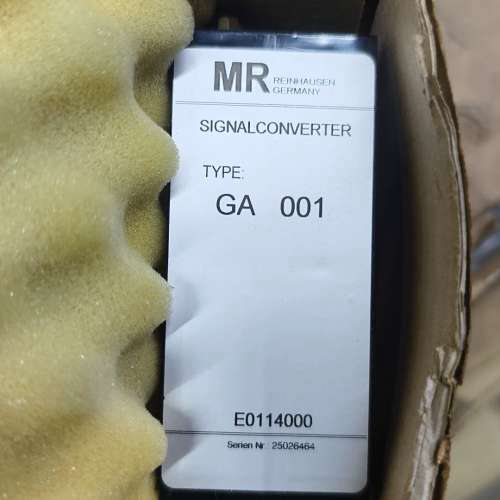 MR REINHAUSEN
GERMANY
SIGNALCONVERTER
TYPE:
GA 001
E0114000
Serien Nr.: 25026464